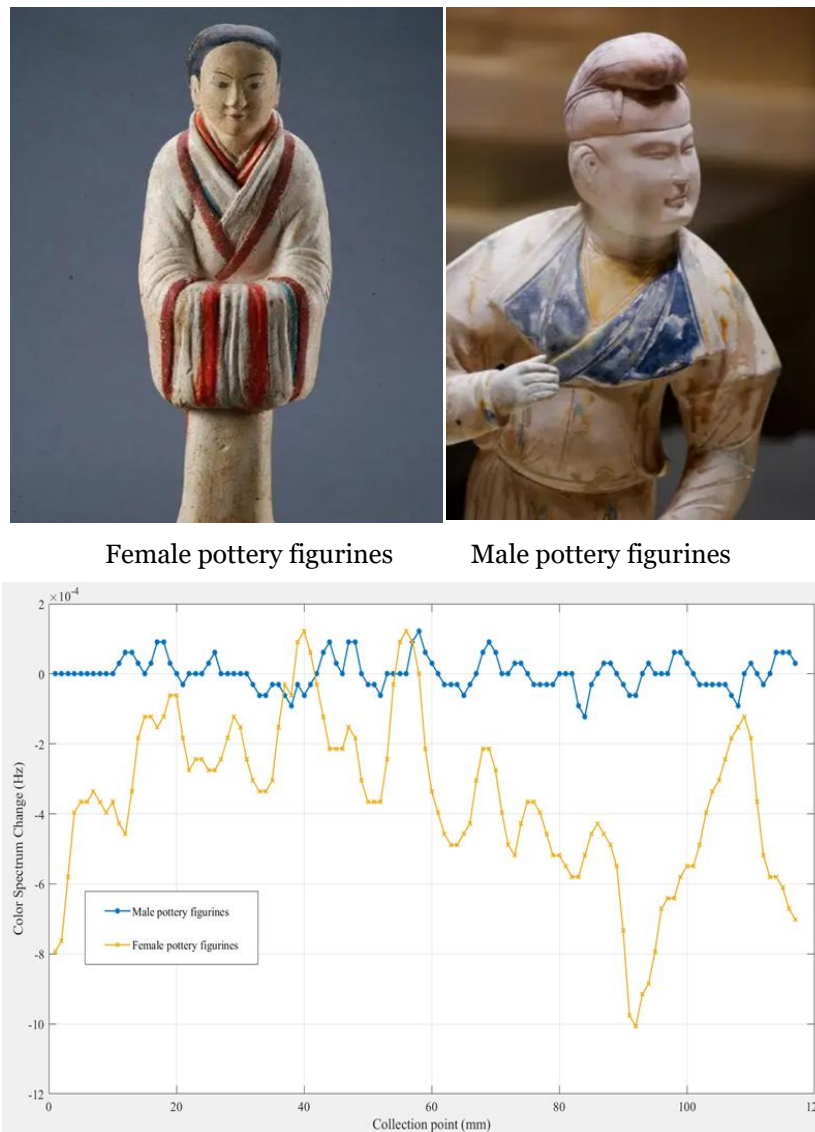 Female pottery figurines Male pottery figurines
×10⁻⁴
2
0
-2
-4
-6
-8
-10
-12
Color Spectrum Change (Hz)
Male pottery figurines
Female pottery figurines
0 20 40 60 80 100 12
Collection point (mm)